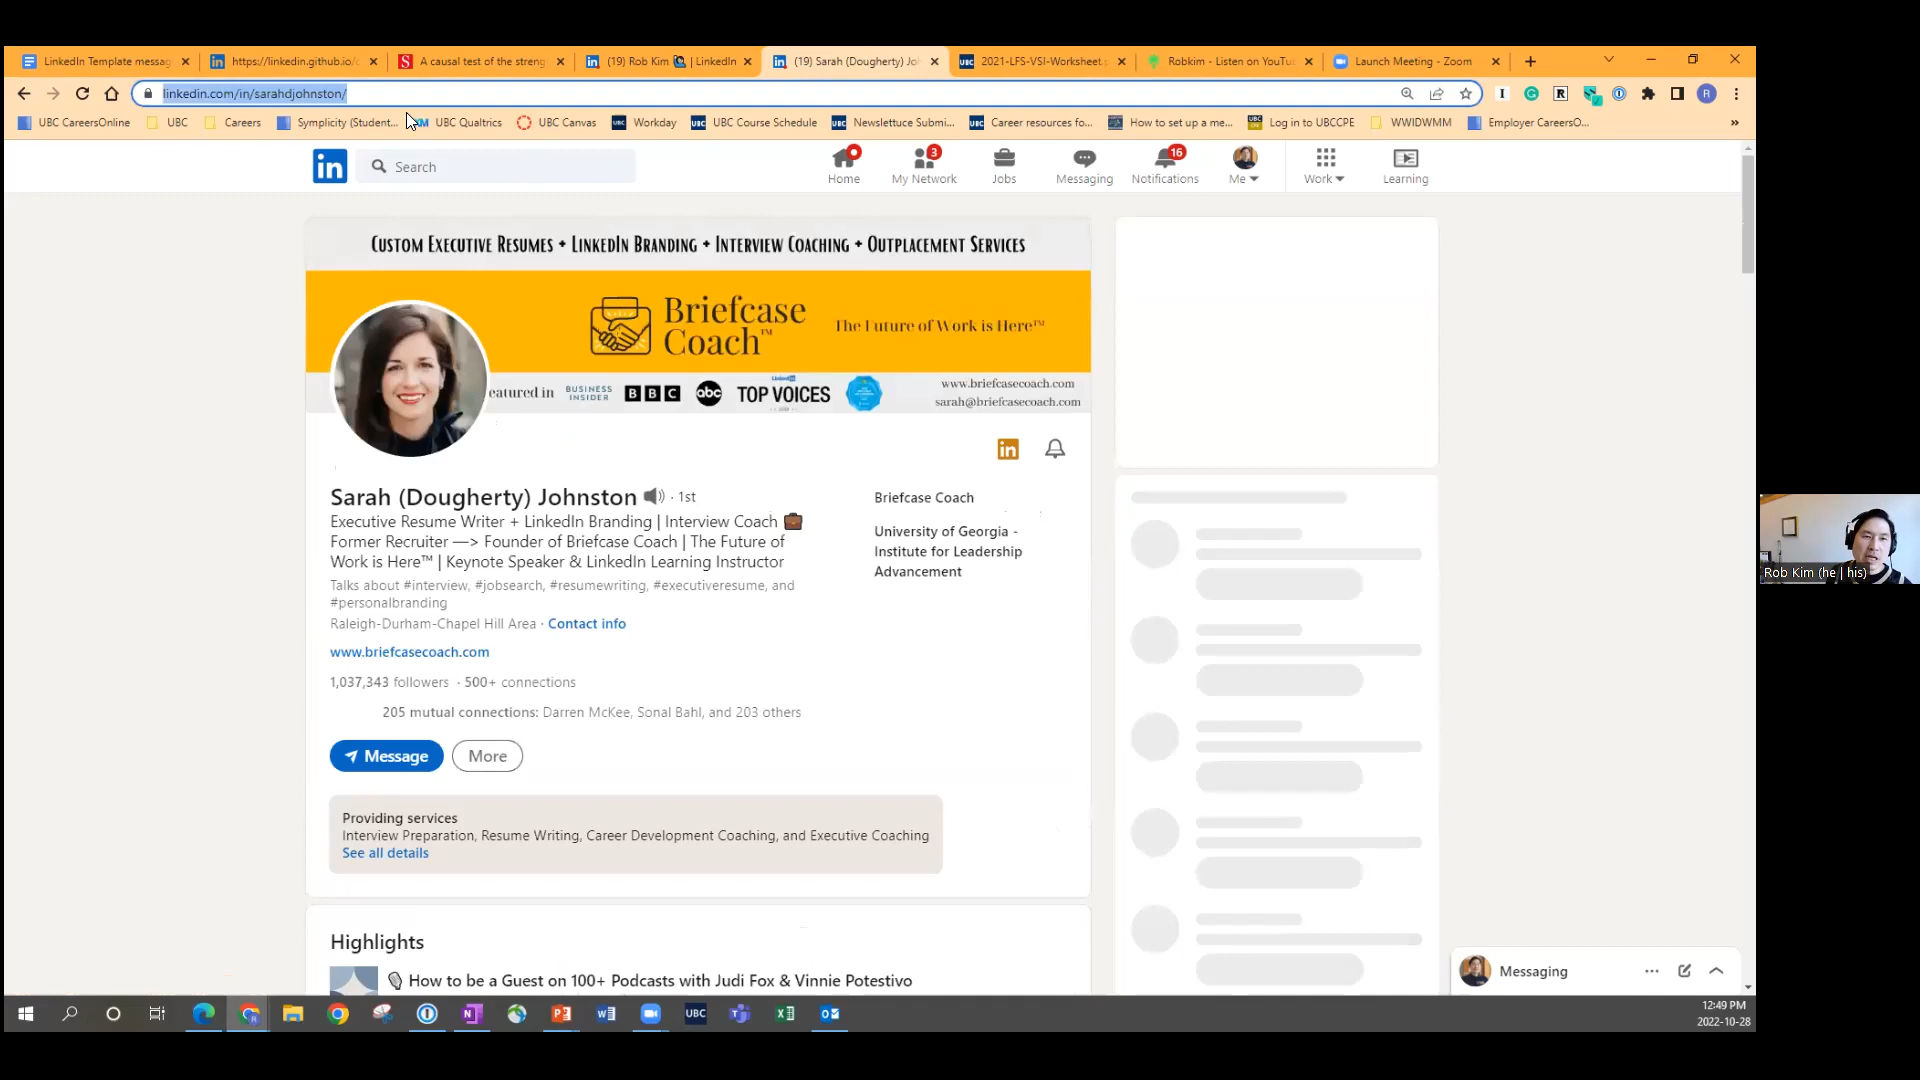 LinkedIn Template messag
https://linkedin.github.io/c
A causal test of the streng
(19) Rob Kim | LinkedIn
(19) Sarah (Dougherty) Joh
2021-LFS-VSI-Worksheet.p
Robkim - Listen on YouTu
Launch Meeting - Zoom
linkedin.com/in/sarahdjohnston/
UBC CareersOnline
UBC
Careers
Symplicity (Student...
UBC Qualtrics
UBC Canvas
Workday
UBC Course Schedule
Newslettuce Submi...
Career resources fo...
How to set up a me...
Log in to UBCCPE
WWIDWMM
Employer CareersO...
Search
3
16
Home
My Network
Jobs
Messaging
Notifications
Me
Work
Learning
CUSTOM EXECUTIVE RESUMES + LINKEDIN BRANDING + INTERVIEW COACHING + OUTPLACEMENT SERVICES
Briefcase
Coach™
The Future of Work is Here™
eatured in
BUSINESS
INSIDER
BBC
abc
LinkedIn
TOP VOICES
www.briefcasecoach.com
sarah@briefcasecoach.com
Sarah (Dougherty) Johnston · 1st
Executive Resume Writer + LinkedIn Branding | Interview Coach
Former Recruiter —> Founder of Briefcase Coach | The Future of
Work is Here™ | Keynote Speaker & LinkedIn Learning Instructor
Talks about #interview, #jobsearch, #resumewriting, #executiveresume, and
#personalbranding
Raleigh-Durham-Chapel Hill Area · Contact info
www.briefcasecoach.com
1,037,343 followers · 500+ connections
205 mutual connections: Darren McKee, Sonal Bahl, and 203 others
Message
More
Briefcase Coach
University of Georgia -
Institute for Leadership
Advancement
Providing services
Interview Preparation, Resume Writing, Career Development Coaching, and Executive Coaching
See all details
Highlights
How to be a Guest on 100+ Podcasts with Judi Fox & Vinnie Potestivo
Messaging
12:49 PM
2022-10-28
Rob Kim (he | his)